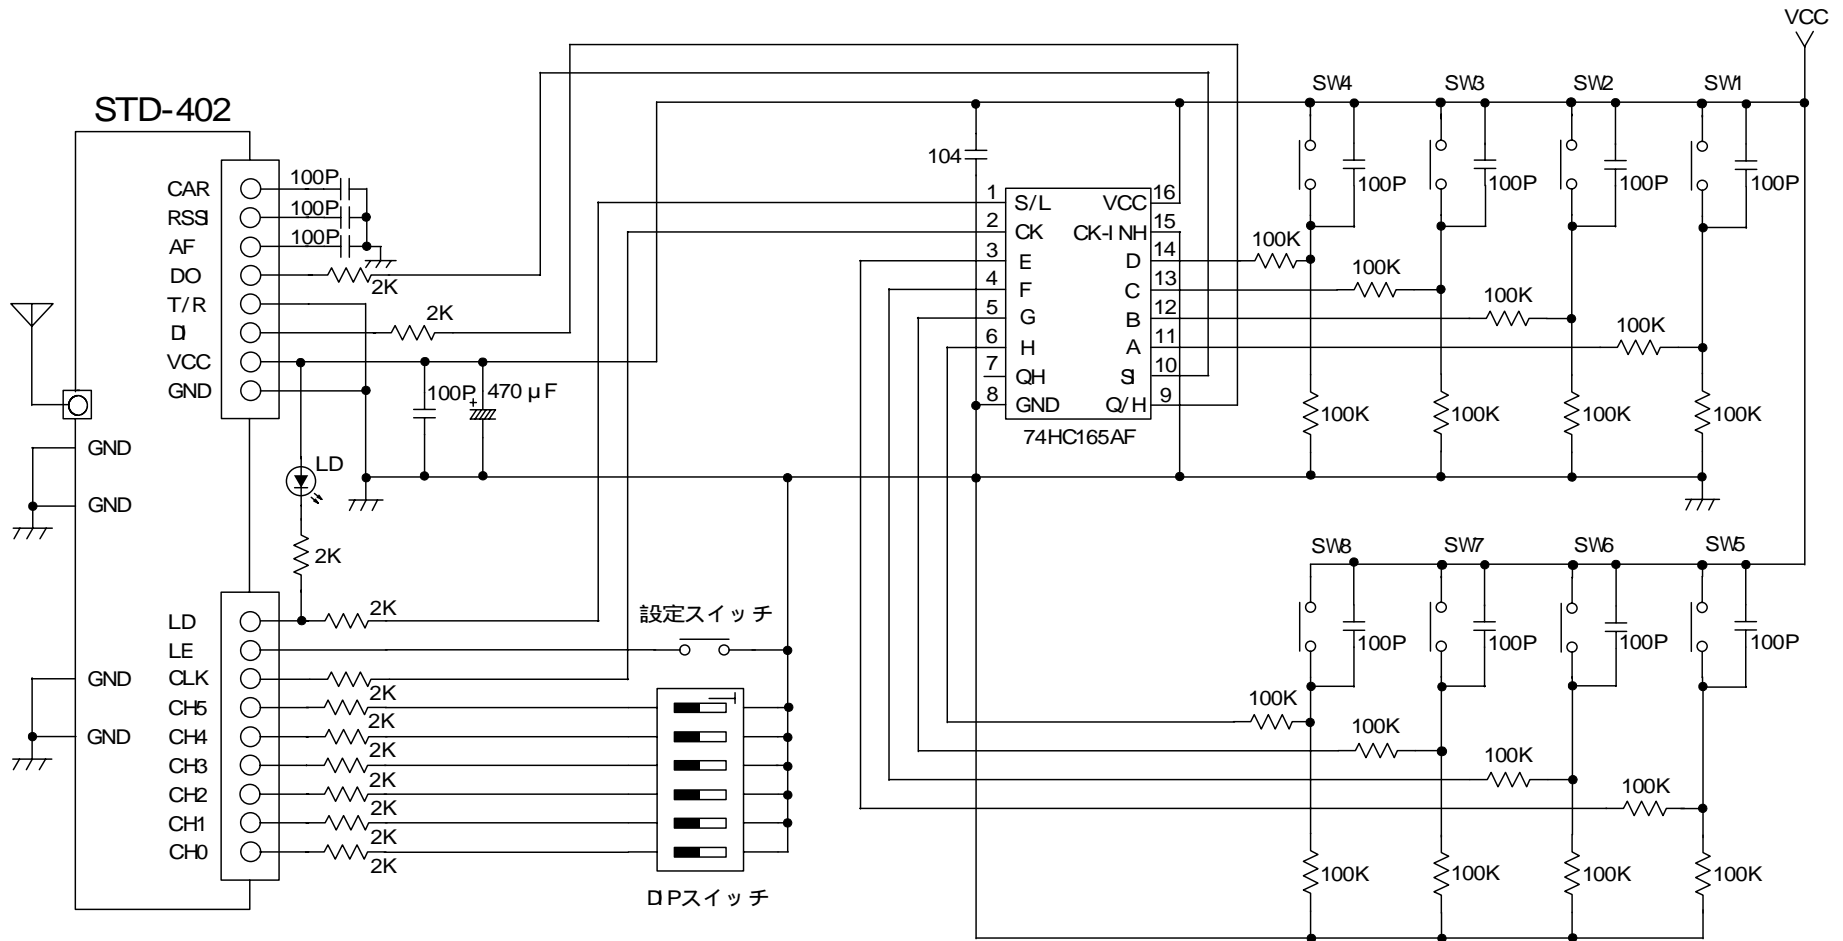 VCC
STD-402
SW4 SW3 SW2 SW1
104
100P 100P 100P 100P
CAR 100P
RSSI 100P
AF 100P
DO 2K
T/R
DI 2K
VCC
GND
100P + 470μF
1 S/L VCC 16
2 CK CK-INH 15
3 E D 14 100K
4 F C 13 100K
5 G B 12 100K
6 H A 11 100K
7 QH SI 10
8 GND Q/H 9
74HC165AF
100K 100K 100K 100K
GND
GND
LD
2K
SW8 SW7 SW6 SW5
100P 100P 100P 100P
LD 2K
LE 設定スイッチ
CLK 2K
CH5 2K
CH4 2K
CH3 2K
CH2 2K
CH1 2K
CH0 2K
GND
GND
100K
100K
100K
100K
100K 100K 100K 100K
DIPスイッチ